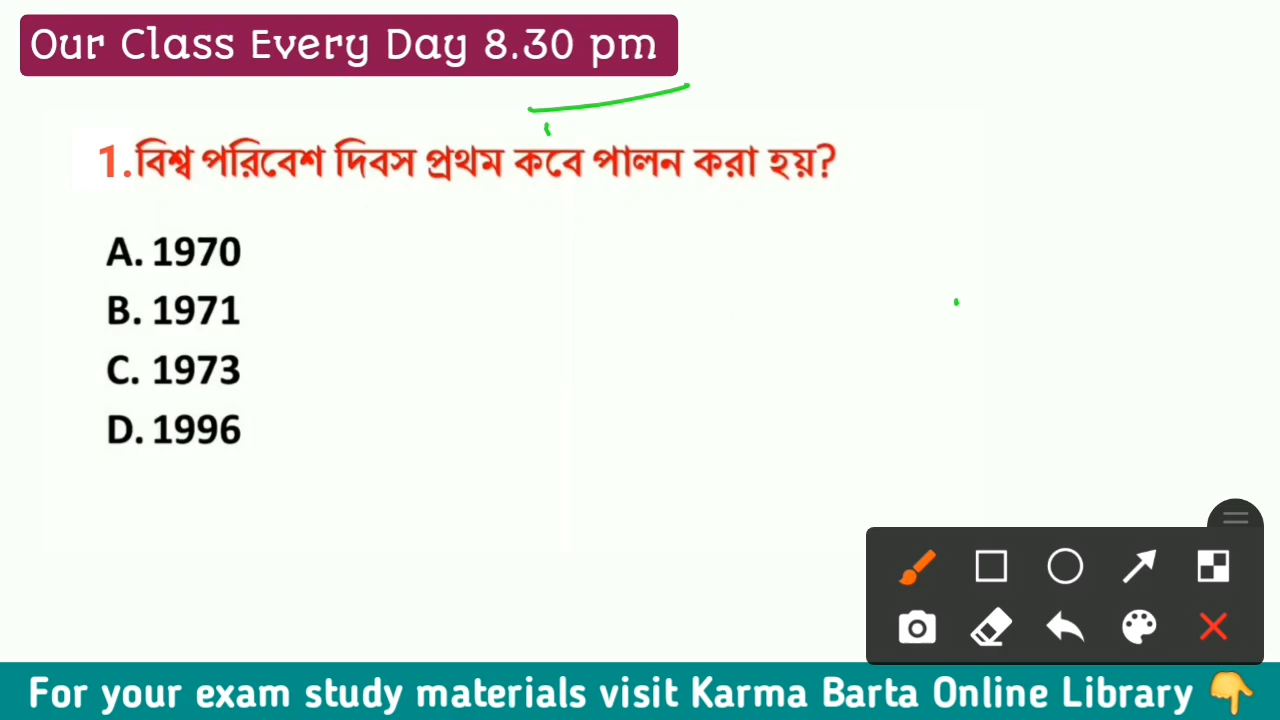 Our Class Every Day 8.30 pm
1.বিশ্ব পরিবেশ দিবস প্রথম কবে পালন করা হয়?
A. 1970
B. 1971
C. 1973
D. 1996
For your exam study materials visit Karma Barta Online Library 👇